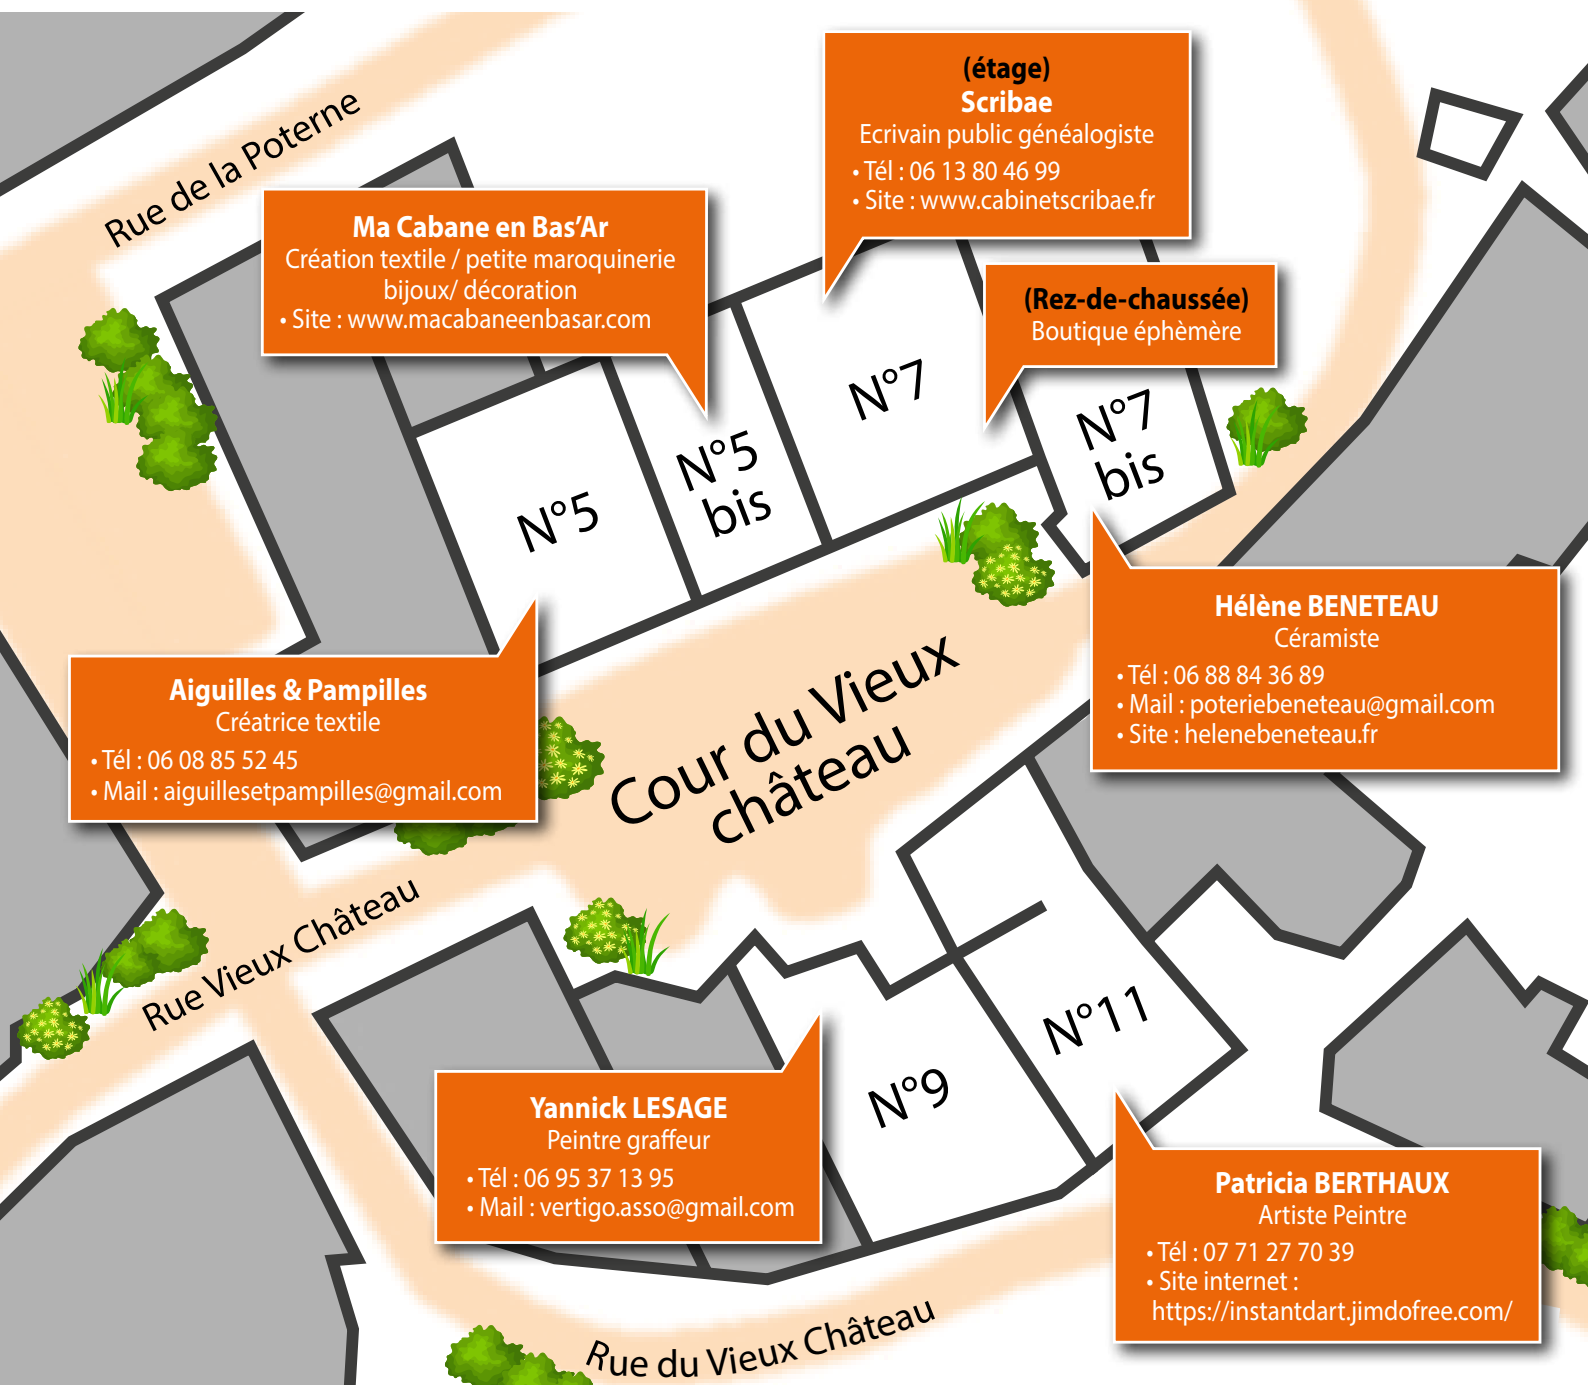 Rue de la Poterne
(étage)
Scribae
Ecrivain public généalogiste
• Tél : 06 13 80 46 99
• Site : www.cabinetscribae.fr
Ma Cabane en Bas’Ar
Création textile / petite maroquinerie
bijoux/ décoration
• Site : www.macabaneenbasar.com
(Rez-de-chaussée)
Boutique éphèmère
N°7
N°7
bis
N°5
bis
N°5
Hélène BENETEAU
Céramiste
• Tél : 06 88 84 36 89
• Mail : poteriebeneteau@gmail.com
• Site : helenebeneteau.fr
Aiguilles & Pampilles
Créatrice textile
• Tél : 06 08 85 52 45
• Mail : aiguillesetpampilles@gmail.com
Cour du Vieux
château
Rue Vieux Château
N°11
N°9
Yannick LESAGE
Peintre graffeur
• Tél : 06 95 37 13 95
• Mail : vertigo.asso@gmail.com
Patricia BERTHAUX
Artiste Peintre
• Tél : 07 71 27 70 39
• Site internet :
https://instantdart.jimdofree.com/
Rue du Vieux Château